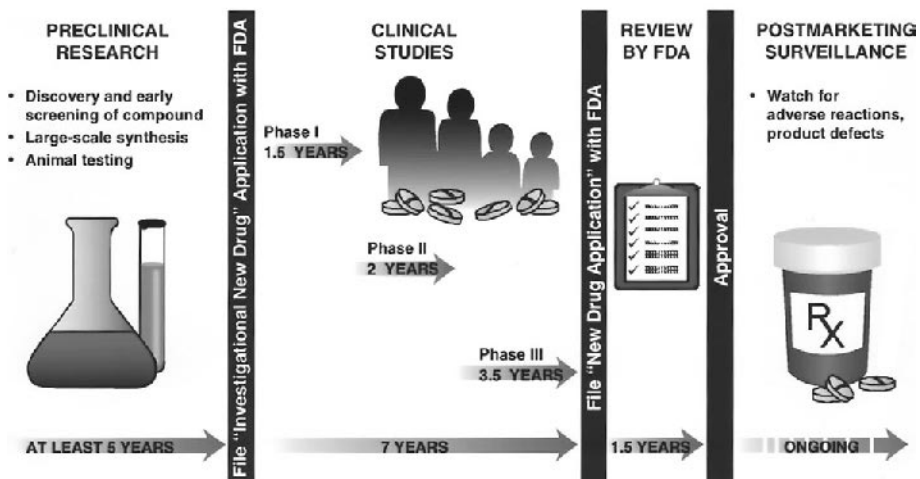 PRECLINICAL
RESEARCH
• Discovery and early
screening of compound
• Large-scale synthesis
• Animal testing
AT LEAST 5 YEARS
File "Investigational New Drug" Application with FDA
CLINICAL
STUDIES
Phase I
1.5 YEARS
Phase II
2 YEARS
Phase III
3.5 YEARS
7 YEARS
File "New Drug Application" with FDA
REVIEW
BY FDA
1.5 YEARS
Approval
POSTMARKETING
SURVEILLANCE
• Watch for
adverse reactions,
product defects
Rx
ONGOING